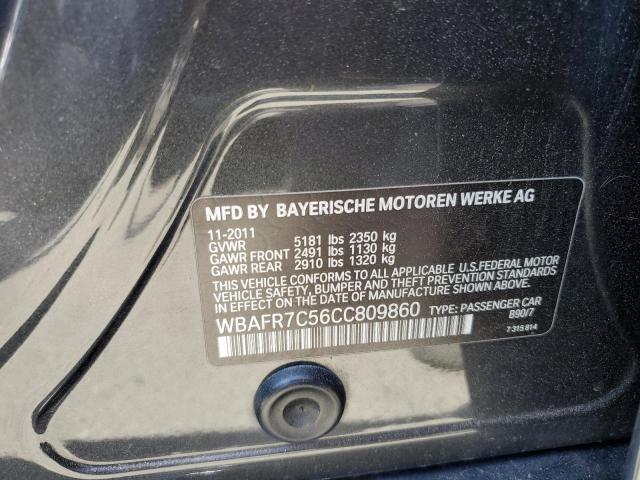 MFD BY BAYERISCHE MOTOREN WERKE AG
11-2011
GVWR 5181 lbs 2350 kg
GAWR FRONT 2491 lbs 1130 kg
GAWR REAR 2910 lbs 1320 kg
THIS VEHICLE CONFORMS TO ALL APPLICABLE U.S.FEDERAL MOTOR
VEHICLE SAFETY, BUMPER AND THEFT PREVENTION STANDARDS
IN EFFECT ON THE DATE OF MANUFACTURE SHOWN ABOVE.
WBAFR7C56CC809860 TYPE: PASSENGER CAR
B90/7
7 315 814